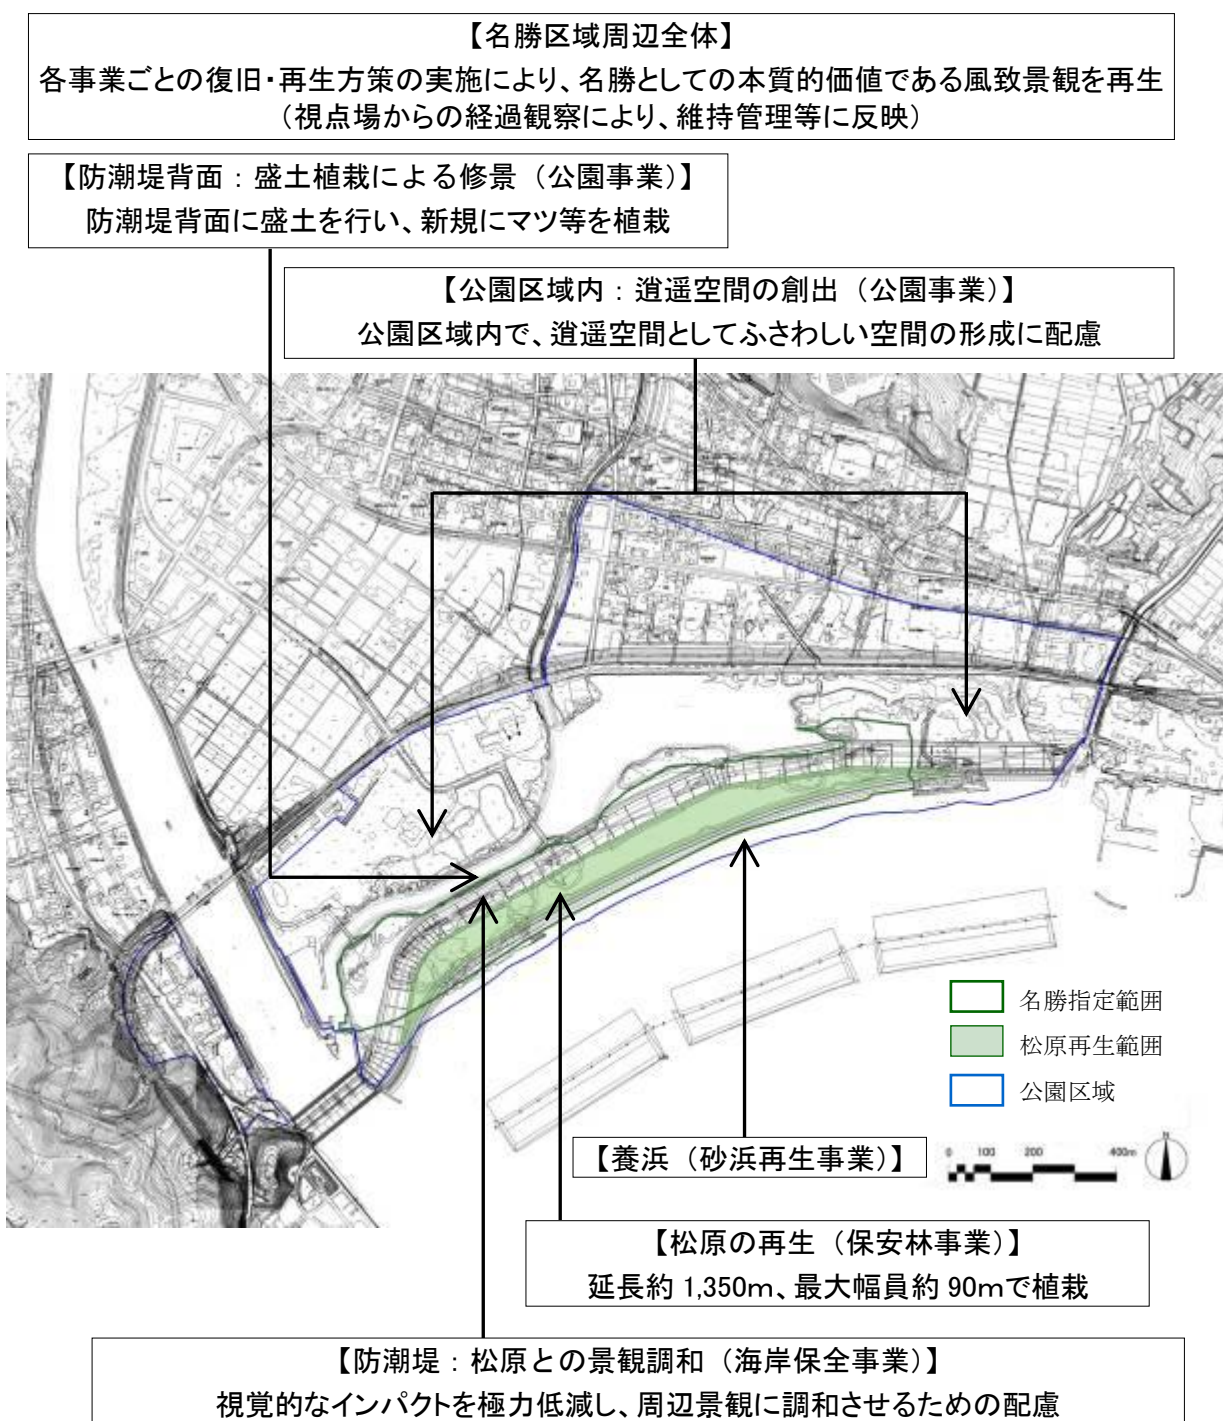 【名勝区域周辺全体】
各事業ごとの復旧・再生方策の実施により、名勝としての本質的価値である風致景観を再生
（視点場からの経過観察により、維持管理等に反映）
【防潮堤背面：盛土植栽による修景（公園事業）】
防潮堤背面に盛土を行い、新規にマツ等を植栽
【公園区域内：逍遥空間の創出（公園事業）】
公園区域内で、逍遥空間としてふさわしい空間の形成に配慮
名勝指定範囲
松原再生範囲
公園区域
0 100 200 400m
N
【養浜（砂浜再生事業）】
【松原の再生（保安林事業）】
延長約 1,350m、最大幅員約 90mで植栽
【防潮堤：松原との景観調和（海岸保全事業）】
視覚的なインパクトを極力低減し、周辺景観に調和させるための配慮